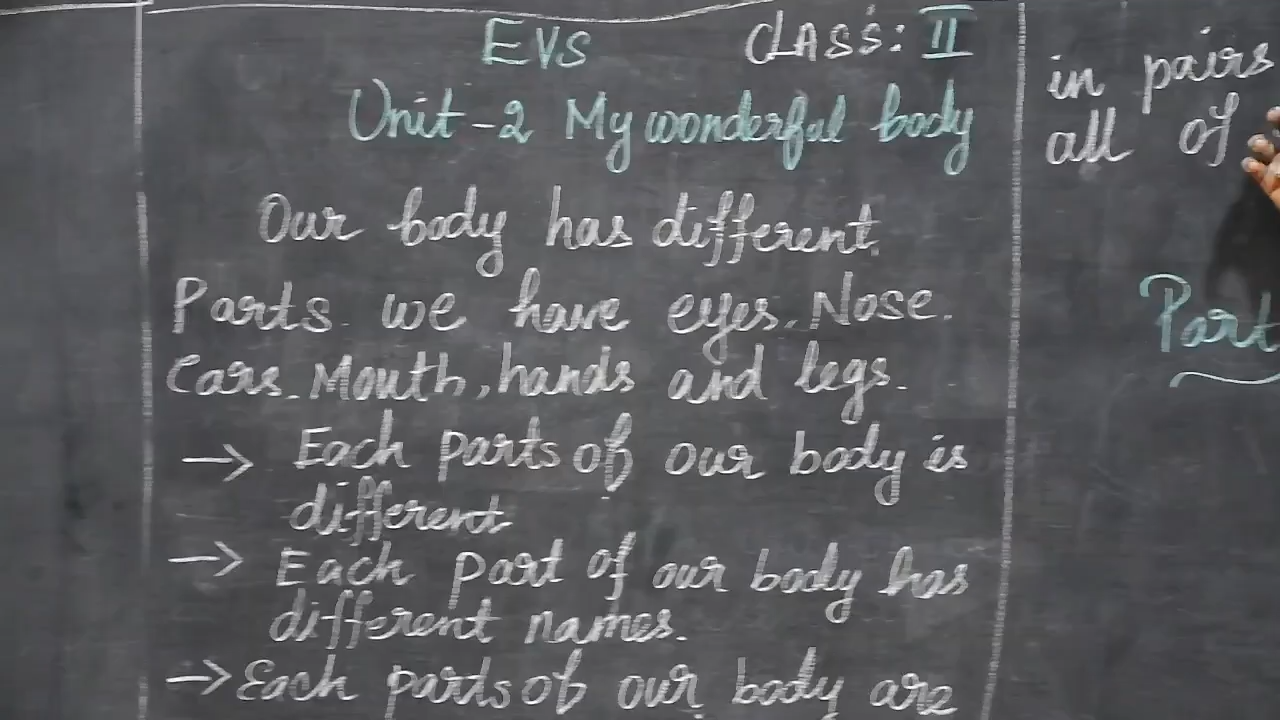 EVS CLASS: II
Unit-2 My wonderful body
Our body has different
Parts. we have eyes. Nose.
Ears. Mouth, hands and legs.
→ Each parts of our body is
different
→ Each part of our body has
different names.
→ Each parts of our body are
in pairs
all of
Part